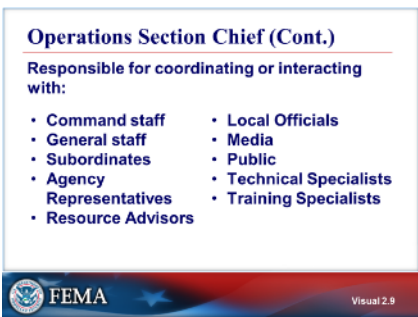 Operations Section Chief (Cont.)
Responsible for coordinating or interacting
with:
• Command staff
• General staff
• Subordinates
• Agency
Representatives
• Resource Advisors
• Local Officials
• Media
• Public
• Technical Specialists
• Training Specialists
FEMA
Visual 2.9